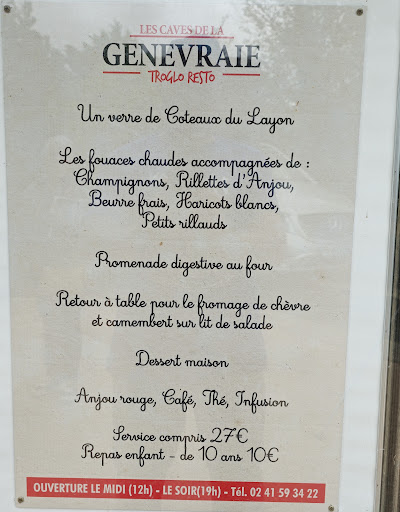 LES CAVES DE LA
GENEVRAIE
TROGLO RESTO
Un verre de Coteaux du Layon
Les fouaces chaudes accompagnées de :
Champignons, Rillettes d'Anjou,
Beurre frais, Haricots blancs,
Petits rillauds
Promenade digestive au four
Retour à table pour le fromage de chèvre
et camembert sur lit de salade
Dessert maison
Anjou rouge, Café, Thé, Infusion
Service compris 27€
Repas enfant - de 10 ans 10€
OUVERTURE LE MIDI (12h) - LE SOIR(19h) - Tél. 02 41 59 34 22